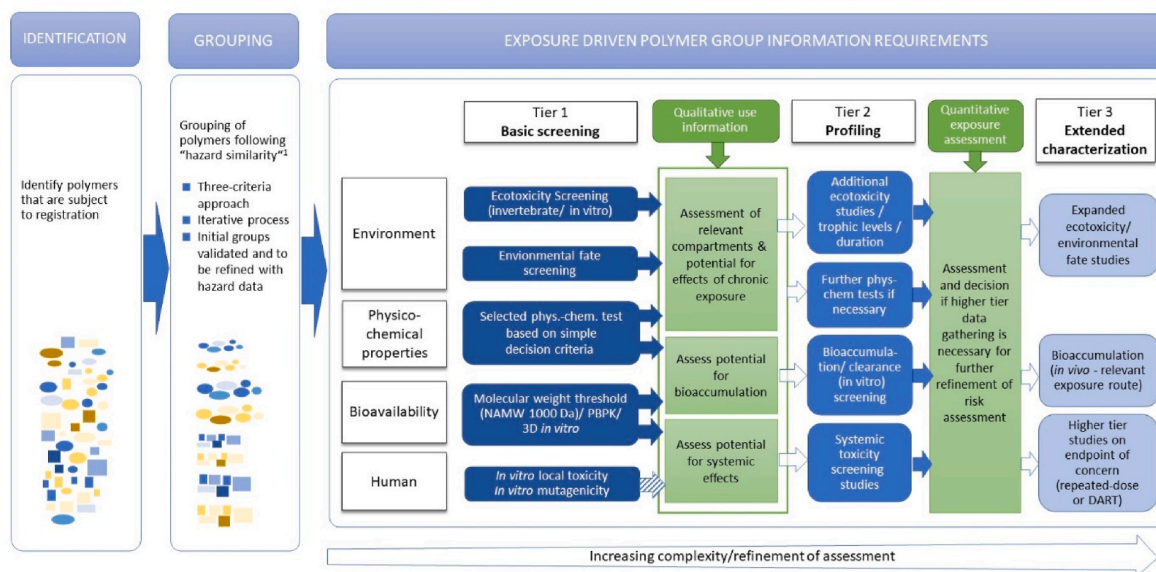 IDENTIFICATION
GROUPING
EXPOSURE DRIVEN POLYMER GROUP INFORMATION REQUIREMENTS
Identify polymers
that are subject
to registration
Grouping of
polymers following
“hazard similarity“1
Three-criteria
approach
Iterative process
Initial groups
validated and to
be refined with
hazard data
Tier 1
Basic screening
Qualitative use
information
Tier 2
Profiling
Quantitative
exposure
assessment
Tier 3
Extended
characterization
Environment
Physico-
chemical
properties
Bioavailability
Human
Ecotoxicity Screening
(invertebrate/ in vitro)
Envionmental fate
screening
Selected phys.-chem. test
based on simple
decision criteria
Molecular weight threshold
(NAMW 1000 Da)/ PBPK/
3D in vitro
In vitro local toxicity
in vitro mutagenicity
Assessment of
relevant
compartments &
potential for
effects of chronic
exposure
Assess potential
for
bioaccumulation
Assess potential
for systemic
effects
Additional
ecotoxicity
studies /
trophic levels /
duration
Further phys-
chem tests if
necessary
Bioaccumula-
tion/ clearance
(in vitro)
screening
Systemic
toxicity
screening
studies
Assessment
and decision if
higher tier
data
gathering is
necessary for
further
refinement of
risk
assessment
Expanded
ecotoxicity/
environmental
fate studies
Bioaccumulation
(in vivo - relevant
exposure route)
Higher tier
studies on
endpoint of
concern
(repeated-dose
or DART)
Increasing complexity/refinement of assessment